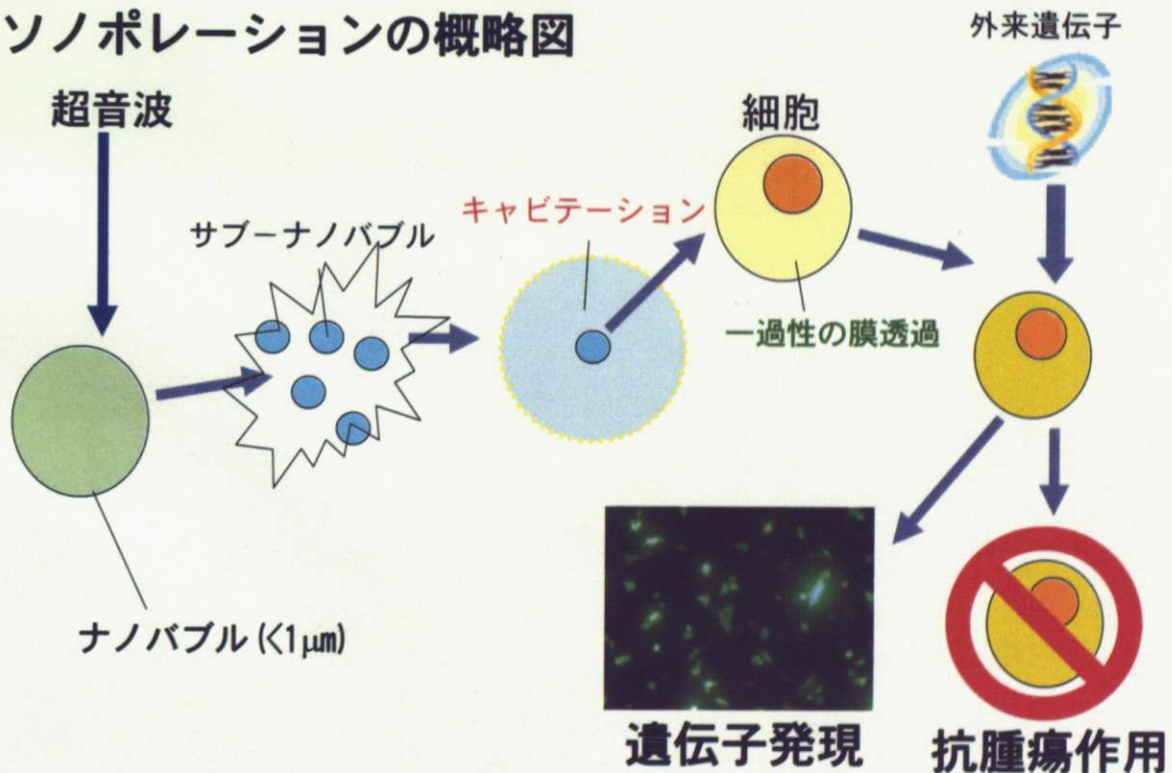 ソノポレーションの概略図
外来遺伝子
超音波
細胞
キャビテーション
サブーナノバブル
一過性の膜透過
ナノバブル(<1μm)
遺伝子発現
抗腫瘍作用